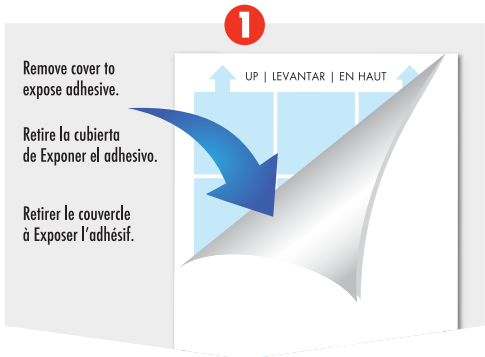 1
UP | LEVANTAR | EN HAUT
Remove cover to
expose adhesive.
Retire la cubierta
de Exponer el adhesivo.
Retirer le couvercle
à Exposer l'adhésif.